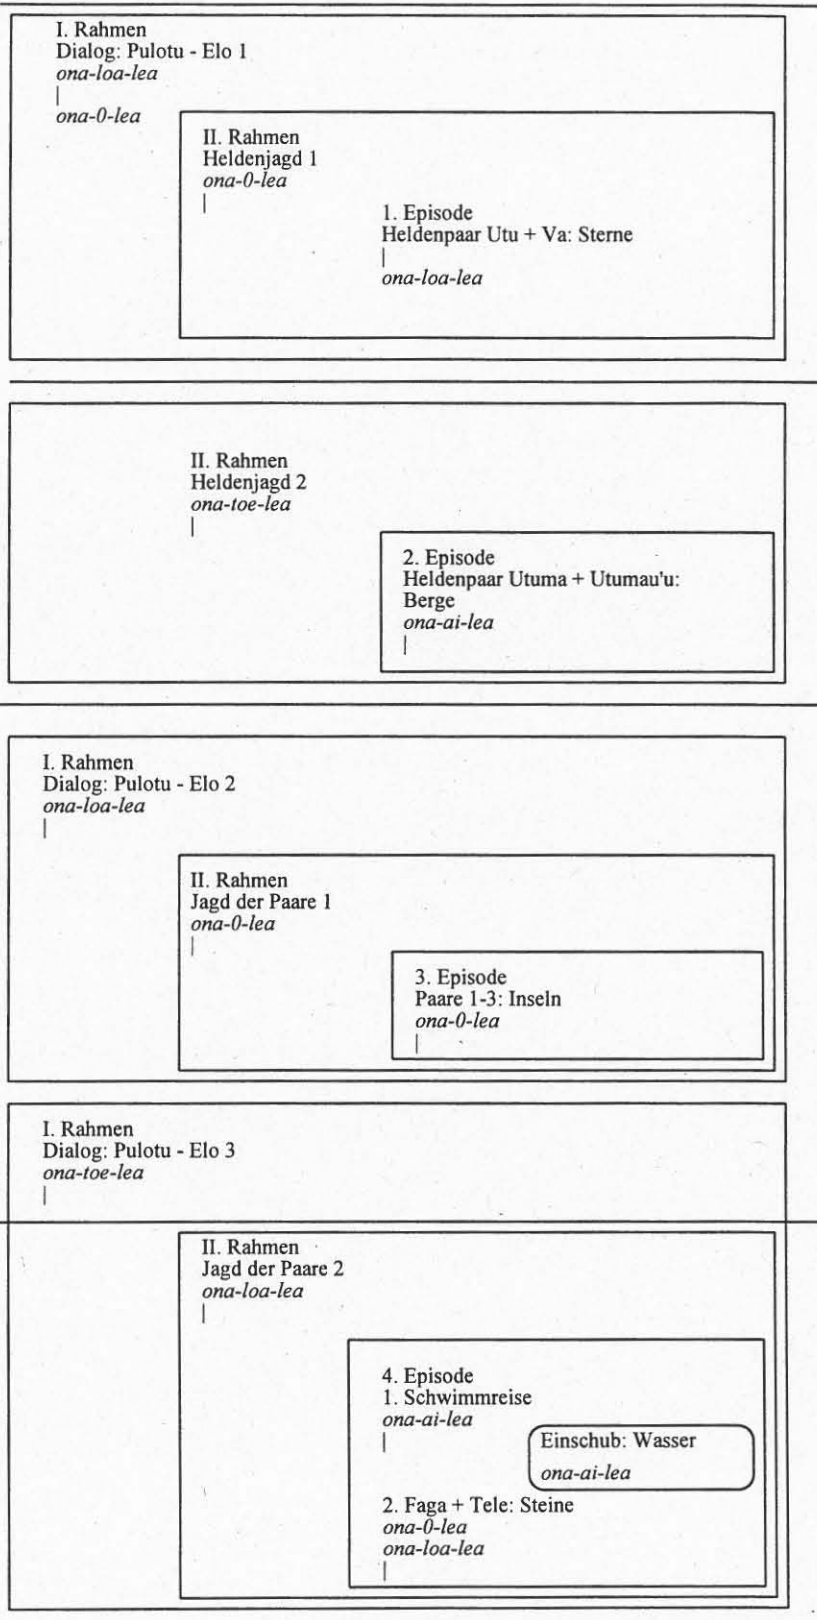 I. Rahmen
Dialog: Pulotu - Elo 1
ona-loa-lea
ona-0-lea
II. Rahmen
Heldenjagd 1
ona-0-lea
1. Episode
Heldenpaar Utu + Va: Sterne
ona-loa-lea
II. Rahmen
Heldenjagd 2
ona-toe-lea
2. Episode
Heldenpaar Utuma + Utumau'u:
Berge
ona-ai-lea
I. Rahmen
Dialog: Pulotu - Elo 2
ona-loa-lea
II. Rahmen
Jagd der Paare 1
ona-0-lea
3. Episode
Paare 1-3: Inseln
ona-0-lea
I. Rahmen
Dialog: Pulotu - Elo 3
ona-toe-lea
II. Rahmen
Jagd der Paare 2
ona-loa-lea
4. Episode
1. Schwimmreise
ona-ai-lea
Einschub: Wasser
ona-ai-lea
2. Faga + Tele: Steine
ona-0-lea
ona-loa-lea